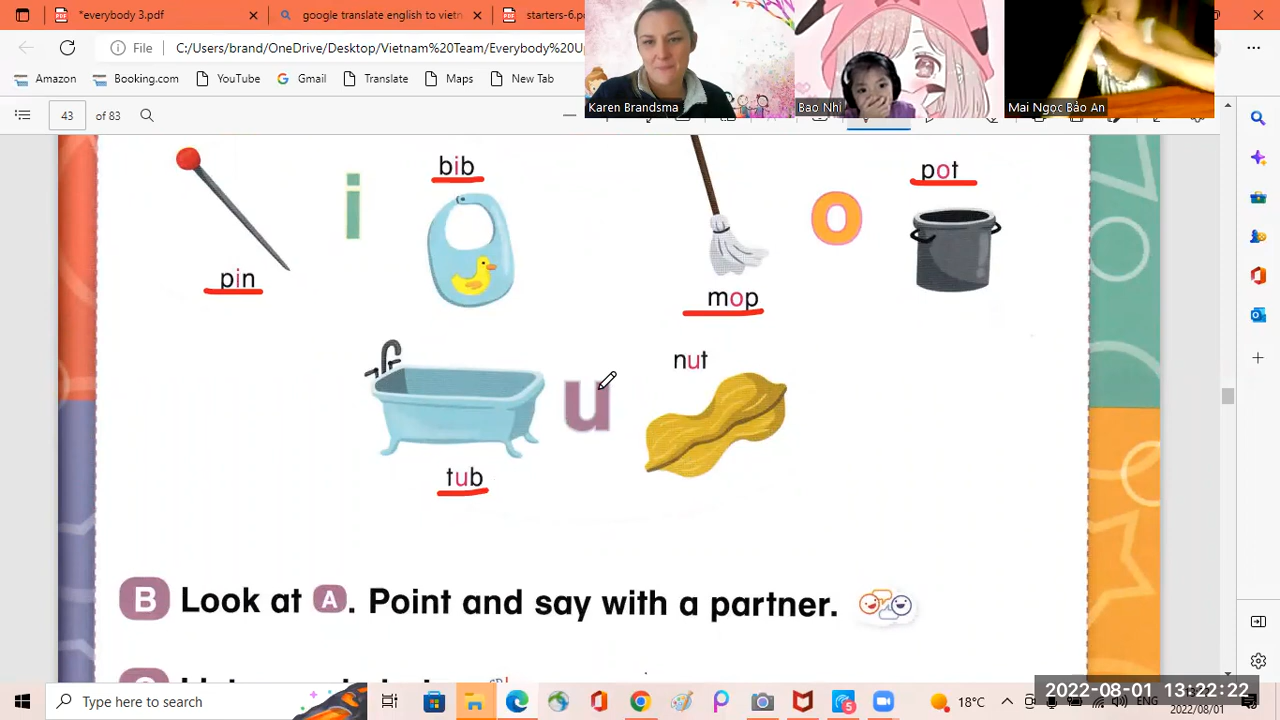 "everybody 3.pdf
google translate english to vietn
starters-6.p
File
C:/Users/brand/OneDrive/Desktop/Vietnam%20Team/Everybody%20U
Amazon
Booking.com
YouTube
Gmail
Translate
Maps
New Tab
Karen Brandsma
Bao Nhi
Mai Ngọc Bảo An
43
of 83
bib
pot
i
o
pin
mop
nut
u
tub
B Look at A. Point and say with a partner.
Type here to search
5
18°C
ENG
2022-08-01 13:22:22
2022/08/01